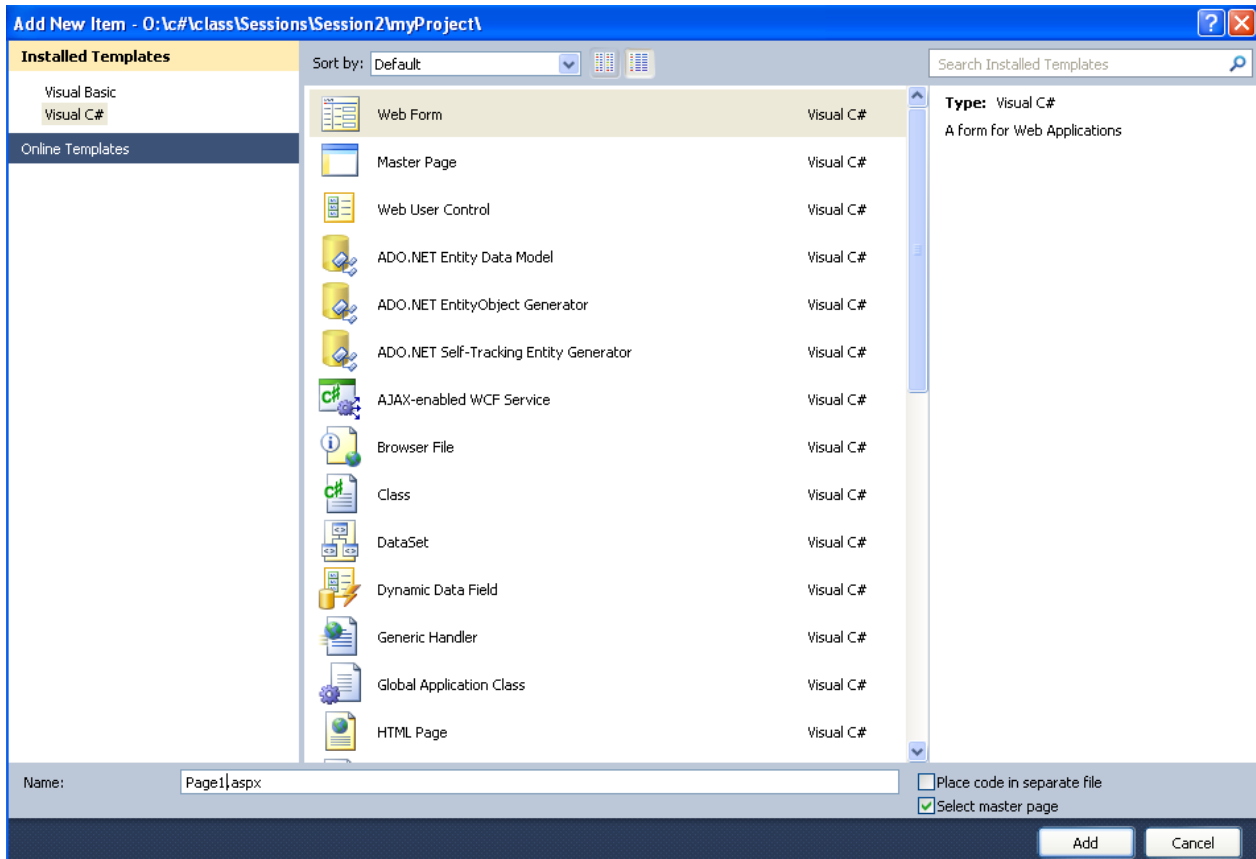 Add New Item - O:\c#\class\Sessions\Session2\myProject\
Installed Templates
Visual Basic
Visual C#
Online Templates
Sort by: Default
Search Installed Templates
Web Form Visual C#
Master Page Visual C#
Web User Control Visual C#
ADO.NET Entity Data Model Visual C#
ADO.NET EntityObject Generator Visual C#
ADO.NET Self-Tracking Entity Generator Visual C#
AJAX-enabled WCF Service Visual C#
Browser File Visual C#
Class Visual C#
DataSet Visual C#
Dynamic Data Field Visual C#
Generic Handler Visual C#
Global Application Class Visual C#
HTML Page Visual C#
Type: Visual C#
A form for Web Applications
Name: Page1.aspx
Place code in separate file
Select master page
Add Cancel